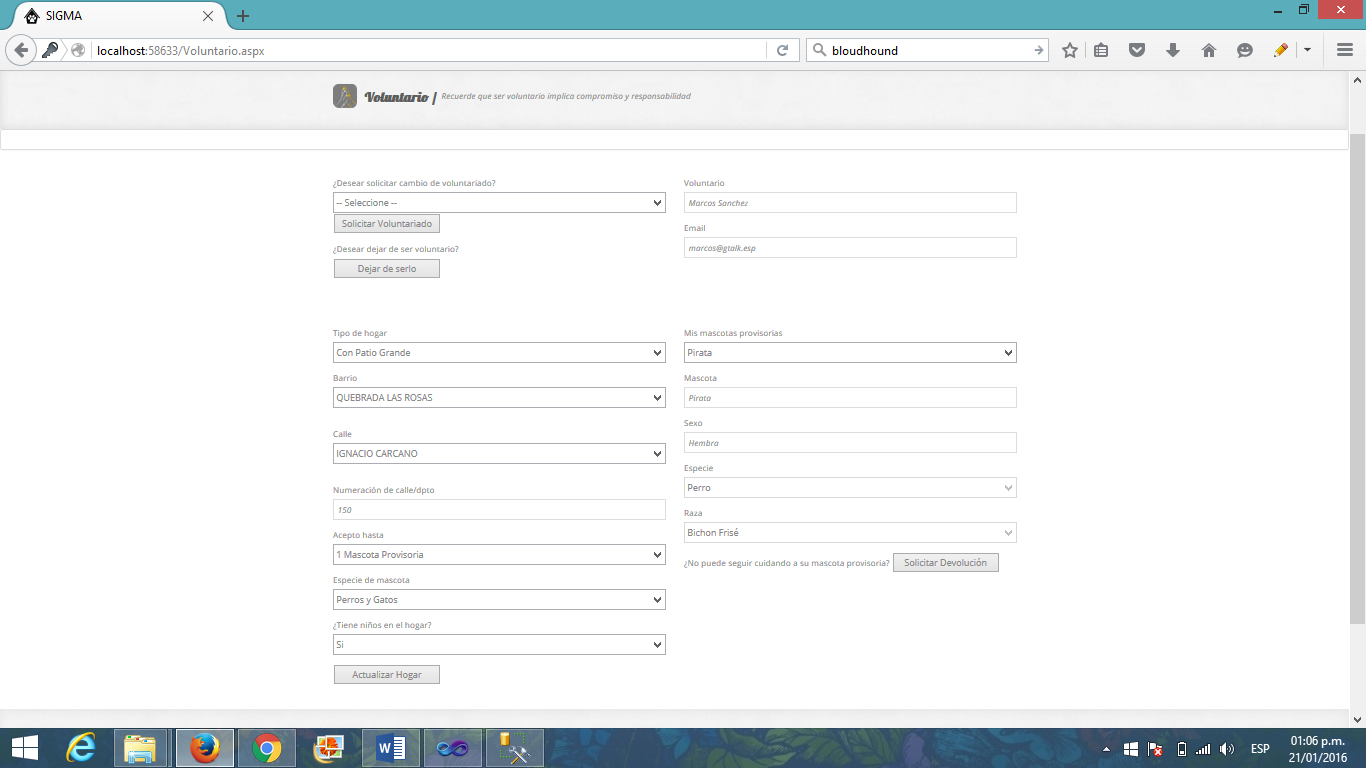 SIGMA
localhost:58633/Voluntario.aspx
bloudhound
Voluntario | Recuerde que ser voluntario implica compromiso y responsabilidad
¿Desear solicitar cambio de voluntariado?
-- Seleccione --
Solicitar Voluntariado
¿Desear dejar de ser voluntario?
Dejar de serlo
Voluntario
Marcos Sanchez
Email
marcos@gtalk.esp
Tipo de hogar
Con Patio Grande
Barrio
QUEBRADA LAS ROSAS
Calle
IGNACIO CARCANO
Numeración de calle/dpto
150
Acepto hasta
1 Mascota Provisoria
Especie de mascota
Perros y Gatos
¿Tiene niños en el hogar?
Si
Actualizar Hogar
Mis mascotas provisorias
Pirata
Mascota
Pirata
Sexo
Hembra
Especie
Perro
Raza
Bichon Frisé
¿No puede seguir cuidando a su mascota provisoria? Solicitar Devolución
ESP
01:06 p.m.
21/01/2016